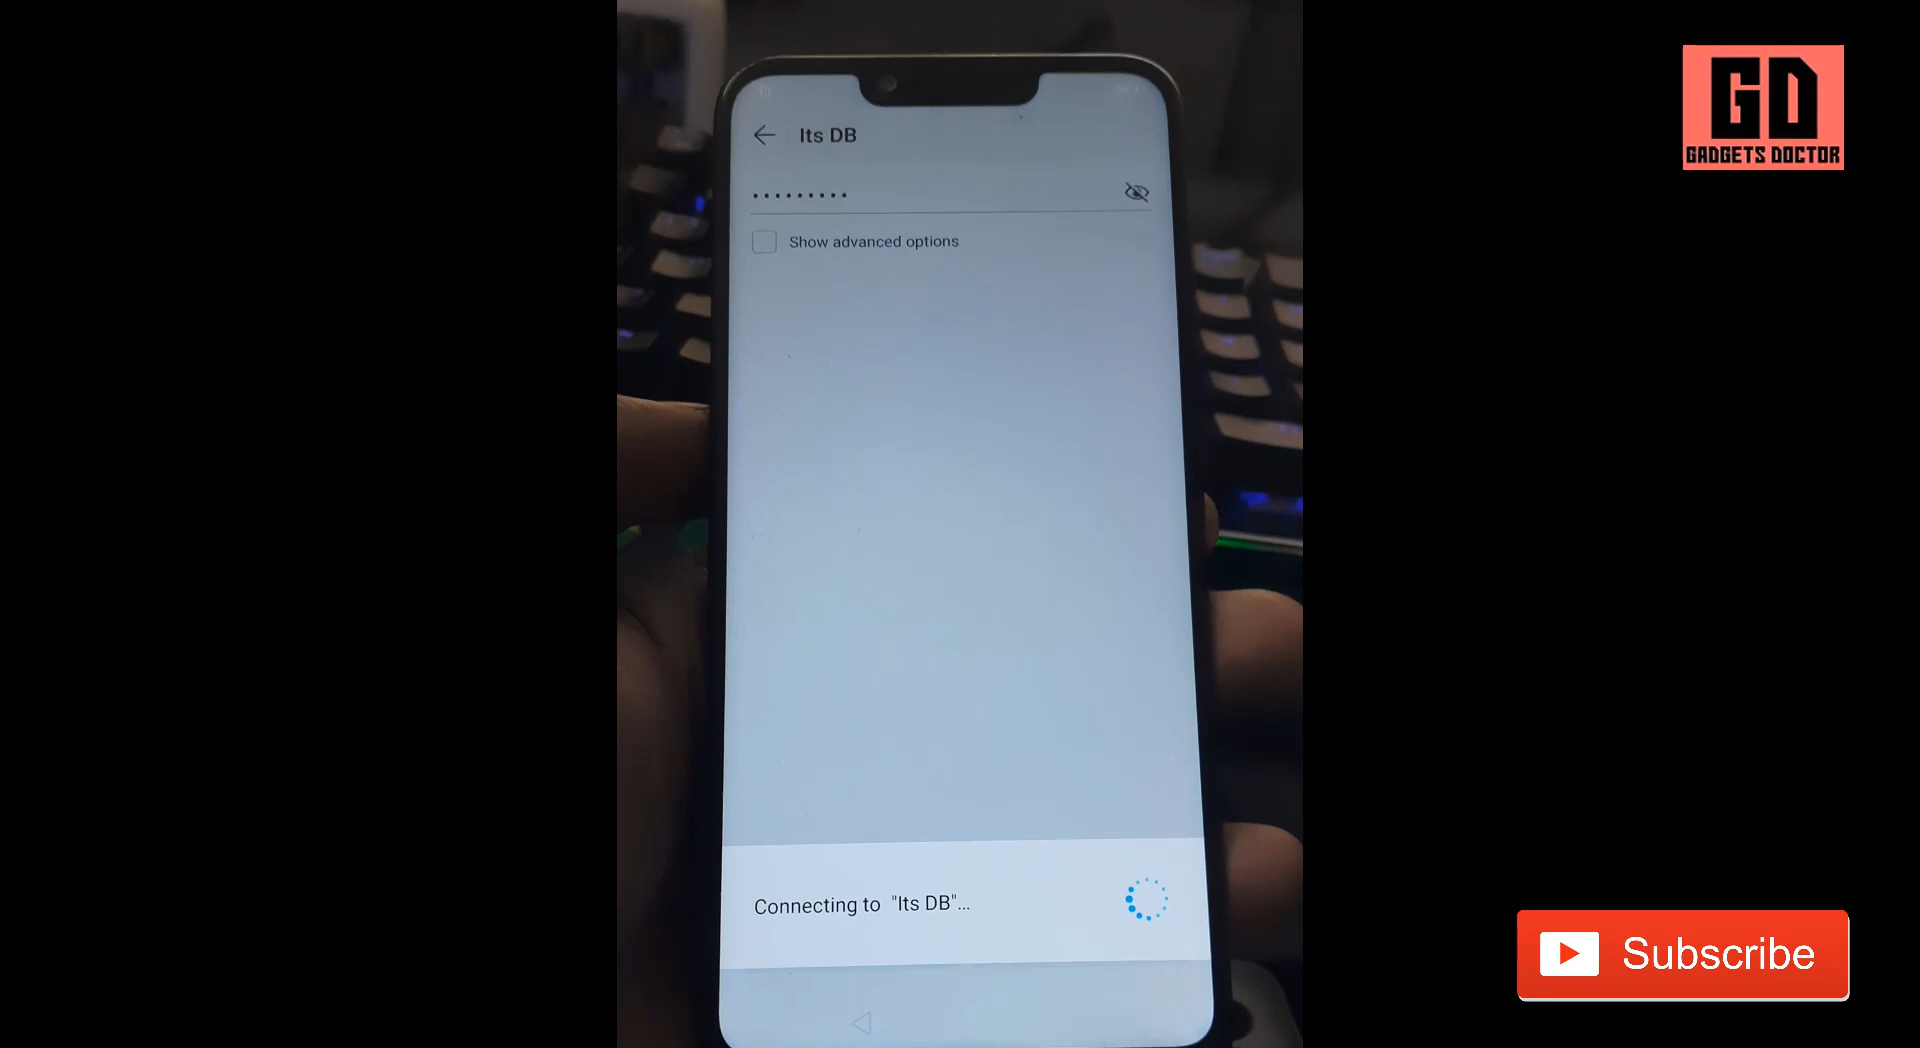 GD
GADGETS DOCTOR
Its DB
•••••••••
Show advanced options
Connecting to "Its DB"...
Subscribe